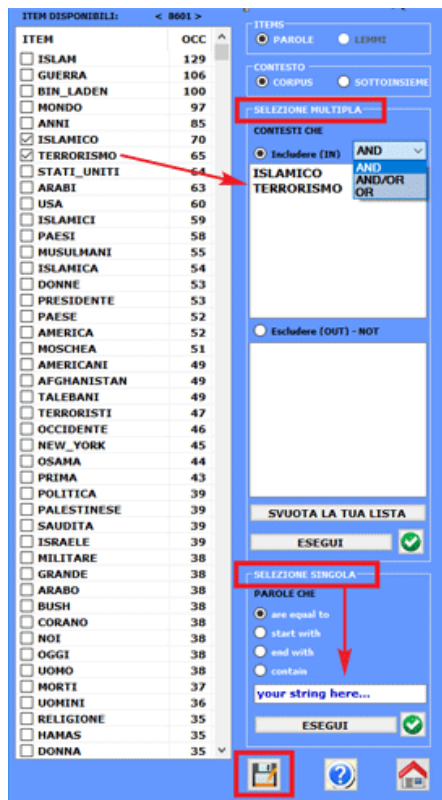 ITEM DISPONIBILI: < 8601 >
ITEM OCC
ISLAM 129
GUERRA 106
BIN_LADEN 100
MONDO 97
ANNI 85
ISLAMICO 70
TERRORISMO 65
STATI_UNITI 64
ARABI 63
USA 60
ISLAMICI 59
PAESI 58
MUSULMANI 55
ISLAMICA 54
DONNE 53
PRESIDENTE 53
PAESE 52
AMERICA 52
MOSCHEA 51
AMERICANI 49
AFGHANISTAN 49
TALEBANI 49
TERRORISTI 47
OCCIDENTE 46
NEW_YORK 45
OSAMA 44
PRIMA 43
POLITICA 39
PALESTINESE 39
SAUDITA 39
ISRAELE 39
MILITARE 38
GRANDE 38
ARABO 38
BUSH 38
CORANO 38
NOI 38
OGGI 38
UOMO 38
MORTI 37
UOMINI 36
RELIGIONE 35
HAMAS 35
DONNA 35
ITEMS
PAROLE LEMMI
CONTESTO
CORPUS SOTTOINSIEME
SELEZIONE MULTIPLA
CONTESTI CHE
Includere (IN) AND
AND
AND/OR
OR
ISLAMICO
TERRORISMO
Escludere (OUT) - NOT
SVUOTA LA TUA LISTA
ESEGUI
SELEZIONE SINGOLA
PAROLE CHE
are equal to
start with
end with
contain
your string here...
ESEGUI
?